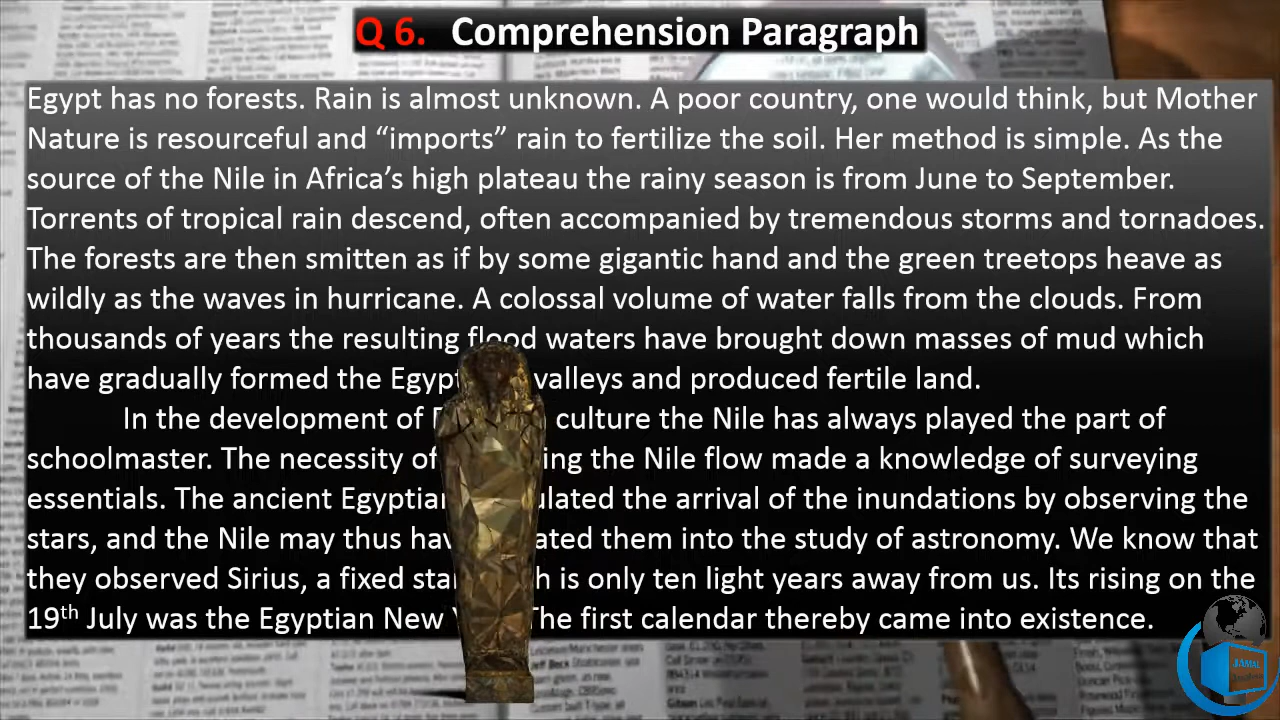 Q 6. Comprehension Paragraph
Egypt has no forests. Rain is almost unknown. A poor country, one would think, but Mother
Nature is resourceful and “imports” rain to fertilize the soil. Her method is simple. As the
source of the Nile in Africa’s high plateau the rainy season is from June to September.
Torrents of tropical rain descend, often accompanied by tremendous storms and tornadoes.
The forests are then smitten as if by some gigantic hand and the green treetops heave as
wildly as the waves in hurricane. A colossal volume of water falls from the clouds. From
thousands of years the resulting flood waters have brought down masses of mud which
have gradually formed the valleys and produced fertile land.
In the development of culture the Nile has always played the part of
schoolmaster. The necessity of the Nile flow made a knowledge of surveying
essentials. The ancient the arrival of the inundations by observing the
stars, and the Nile may thus them into the study of astronomy. We know that
they observed Sirius, a fixed is only ten light years away from us. Its rising on the
19th July was the Egyptian New The first calendar thereby came into existence.
JAMAL